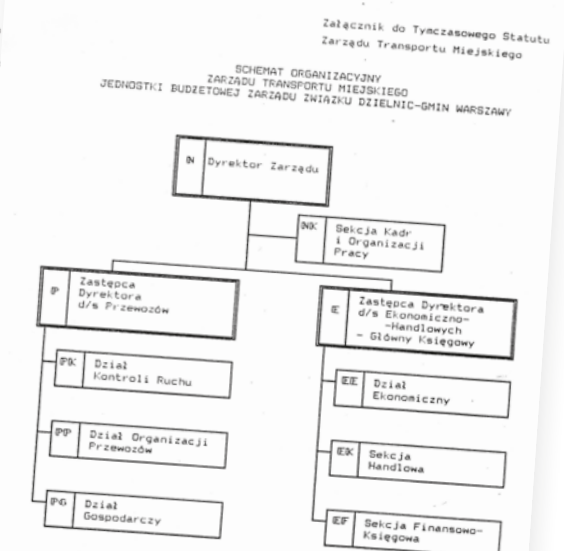 Załącznik do Tymczasowego Statutu
Zarządu Transportu Miejskiego
SCHEMAT ORGANIZACYJNY
ZARZĄDU TRANSPORTU MIEJSKIEGO
JEDNOSTKI BUDŻETOWEJ ZARZĄDU ZWIĄZKU DZIELNIC-GMIN WARSZAWY
N Dyrektor Zarządu
NK Sekcja Kadr
i Organizacji
Pracy
P Zastępca
Dyrektora
d/s Przewozów
E Zastępca Dyrektora
d/s Ekonomiczno-
-Handlowych
- Główny Księgowy
PK Dział
Kontroli Ruchu
EE Dział
Ekonomiczny
PP Dział Organizacji
Przewozów
EK Sekcja
Handlowa
PG Dział
Gospodarczy
EF Sekcja Finansowo-
Księgowa